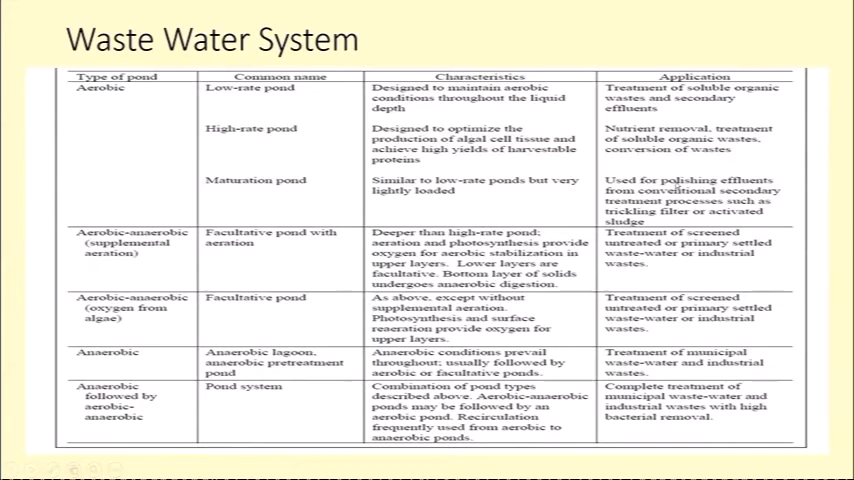 Waste Water System
Type of pond
Common name
Characteristics
Application
Aerobic
Low-rate pond
Designed to maintain aerobic
conditions throughout the liquid
depth
Treatment of soluble organic
wastes and secondary
effluents
High-rate pond
Designed to optimize the
production of algal cell tissue and
achieve high yields of harvestable
proteins
Nutrient removal, treatment
of soluble organic wastes,
conversion of wastes
Maturation pond
Similar to low-rate ponds but very
lightly loaded
Used for polishing effluents
from conventional secondary
treatment processes such as
trickling filter or activated
sludge
Aerobic-anaerobic
(supplemental
aeration)
Facultative pond with
aeration
Deeper than high-rate pond;
aeration and photosynthesis provide
oxygen for aerobic stabilization in
upper layers. Lower layers are
facultative. Bottom layer of solids
undergoes anaerobic digestion.
Treatment of screened
untreated or primary settled
waste-water or industrial
wastes.
Aerobic-anaerobic
(oxygen from
algae)
Facultative pond
As above, except without
supplemental aeration.
Photosynthesis and surface
reaeration provide oxygen for
upper layers.
Treatment of screened
untreated or primary settled
waste-water or industrial
wastes.
Anaerobic
Anaerobic lagoon,
anaerobic pretreatment
pond
Anaerobic conditions prevail
throughout; usually followed by
aerobic or facultative ponds.
Treatment of municipal
waste-water and industrial
wastes.
Anaerobic
followed by
aerobic-
anaerobic
Pond system
Combination of pond types
described above. Aerobic-anaerobic
ponds may be followed by an
aerobic pond. Recirculation
frequently used from aerobic to
anaerobic ponds.
Complete treatment of
municipal waste-water and
industrial wastes with high
bacterial removal.